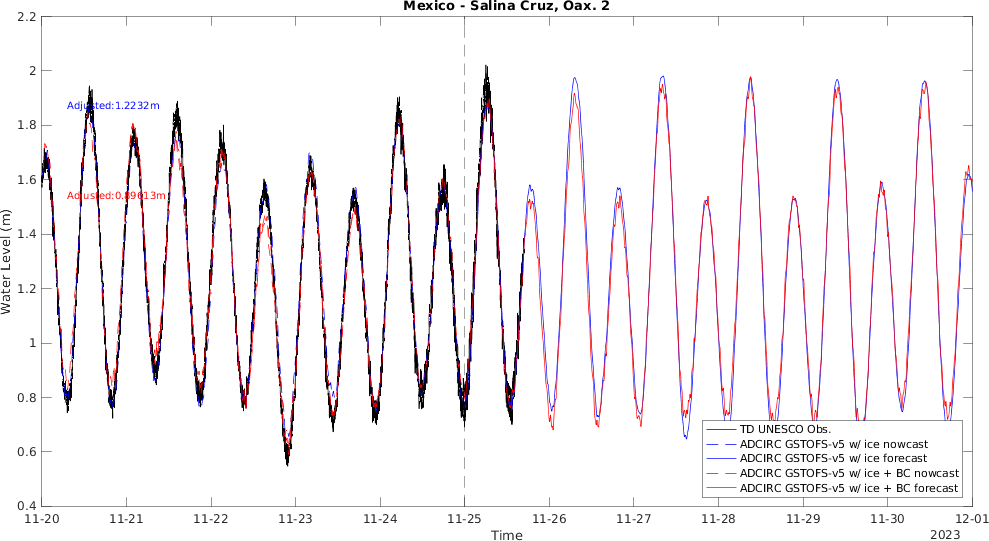 Mexico - Salina Cruz, Oax. 2
Water Level (m)
2.2
2
1.8
1.6
1.4
1.2
1
0.8
0.6
0.4
Adjusted:1.2232m
Adjusted:0.89613m
TD UNESCO Obs.
ADCIRC GSTOFS-v5 w/ ice nowcast
ADCIRC GSTOFS-v5 w/ ice forecast
ADCIRC GSTOFS-v5 w/ ice + BC nowcast
ADCIRC GSTOFS-v5 w/ ice + BC forecast
11-20 11-21 11-22 11-23 11-24 11-25 11-26 11-27 11-28 11-29 11-30 12-01
Time
2023